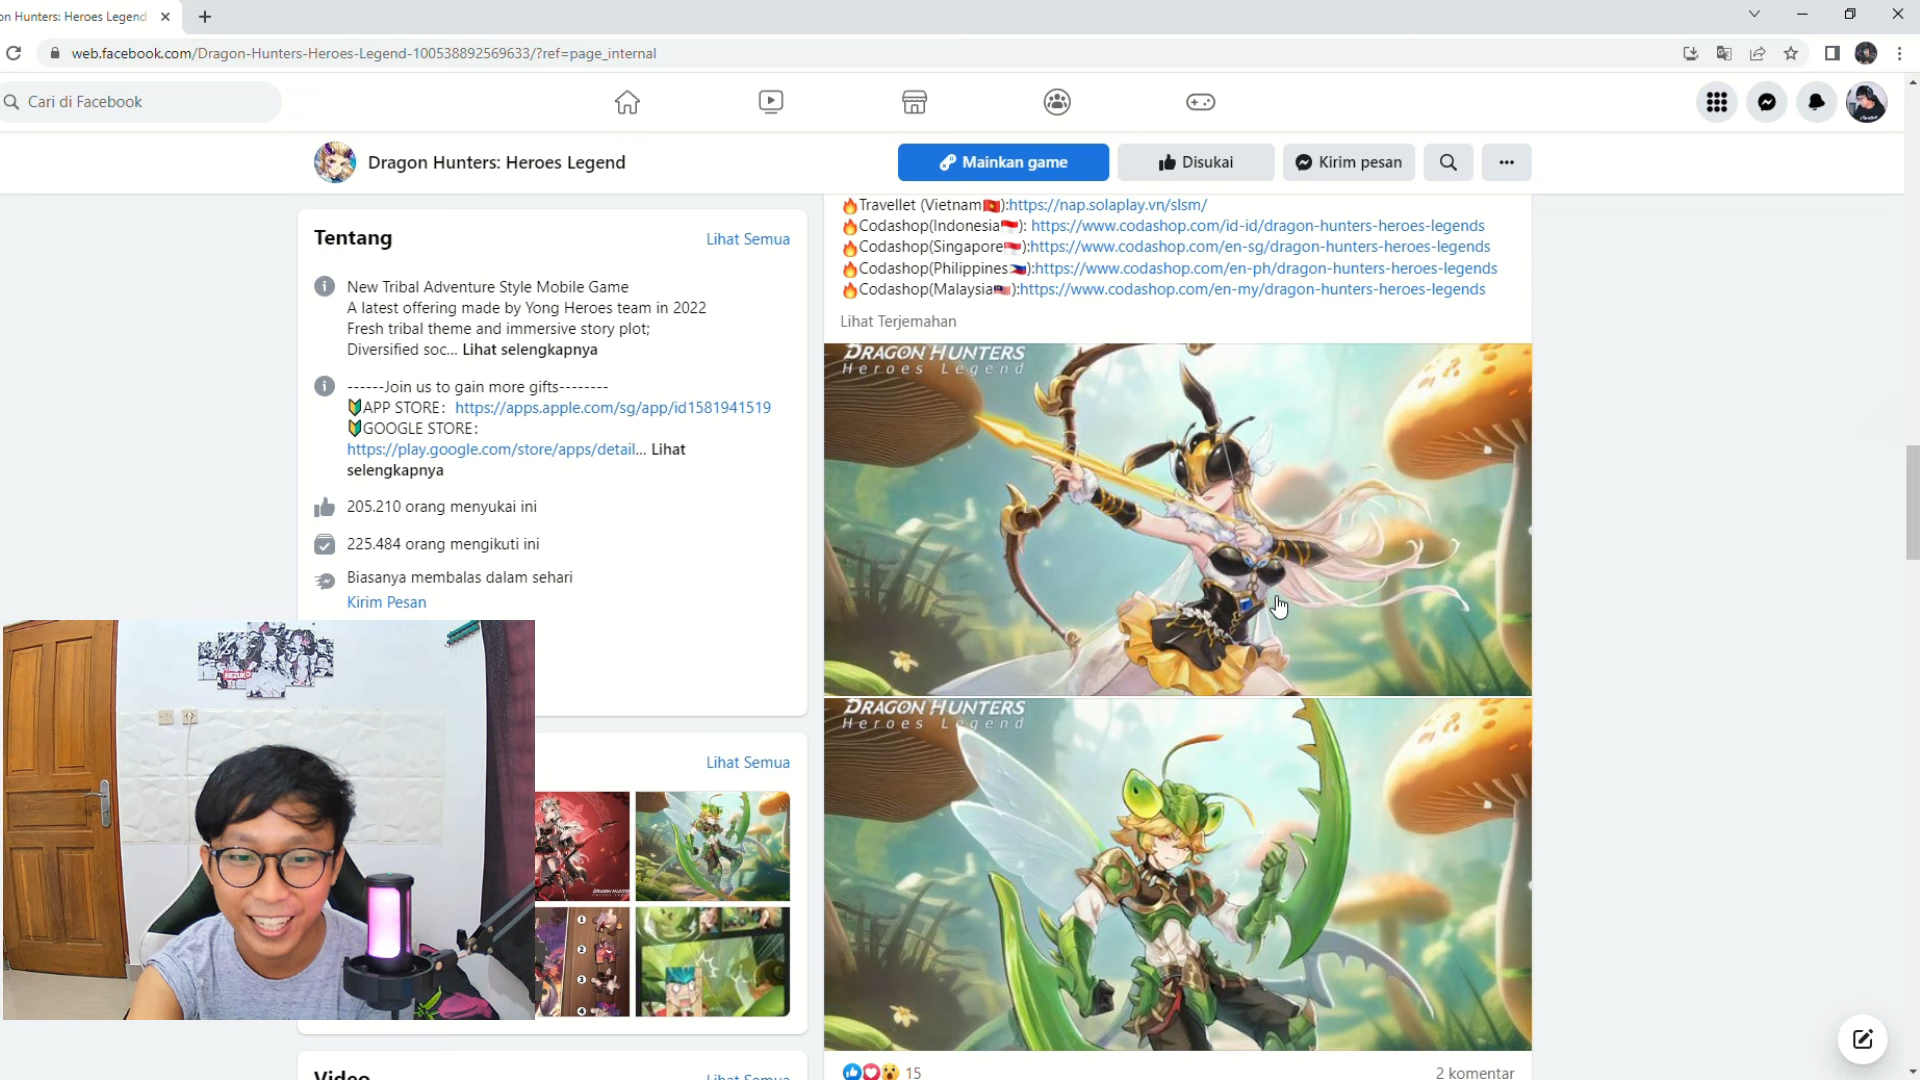 on Hunters: Heroes Legend
web.facebook.com/Dragon-Hunters-Heroes-Legend-100538892569633/?ref=page_internal
Cari di Facebook
Dragon Hunters: Heroes Legend
Mainkan game
Disukai
Kirim pesan
Tentang
Lihat Semua
New Tribal Adventure Style Mobile Game
A latest offering made by Yong Heroes team in 2022
Fresh tribal theme and immersive story plot;
Diversified soc... Lihat selengkapnya
------Join us to gain more gifts--------
🔰APP STORE: https://apps.apple.com/sg/app/id1581941519
🔰GOOGLE STORE:
https://play.google.com/store/apps/detail... Lihat
selengkapnya
205.210 orang menyukai ini
225.484 orang mengikuti ini
Biasanya membalas dalam sehari
Kirim Pesan
Lihat Semua
1
2
3
4
Video
Lihat Semua
🔥Travellet (Vietnam🇻🇳):https://nap.solaplay.vn/slsm/
🔥Codashop(Indonesia🇮🇩): https://www.codashop.com/id-id/dragon-hunters-heroes-legends
🔥Codashop(Singapore🇸🇬):https://www.codashop.com/en-sg/dragon-hunters-heroes-legends
🔥Codashop(Philippines🇵🇭):https://www.codashop.com/en-ph/dragon-hunters-heroes-legends
🔥Codashop(Malaysia🇲🇾):https://www.codashop.com/en-my/dragon-hunters-heroes-legends
Lihat Terjemahan
DRAGON HUNTERS
Heroes Legend
DRAGON HUNTERS
Heroes Legend
15
2 komentar